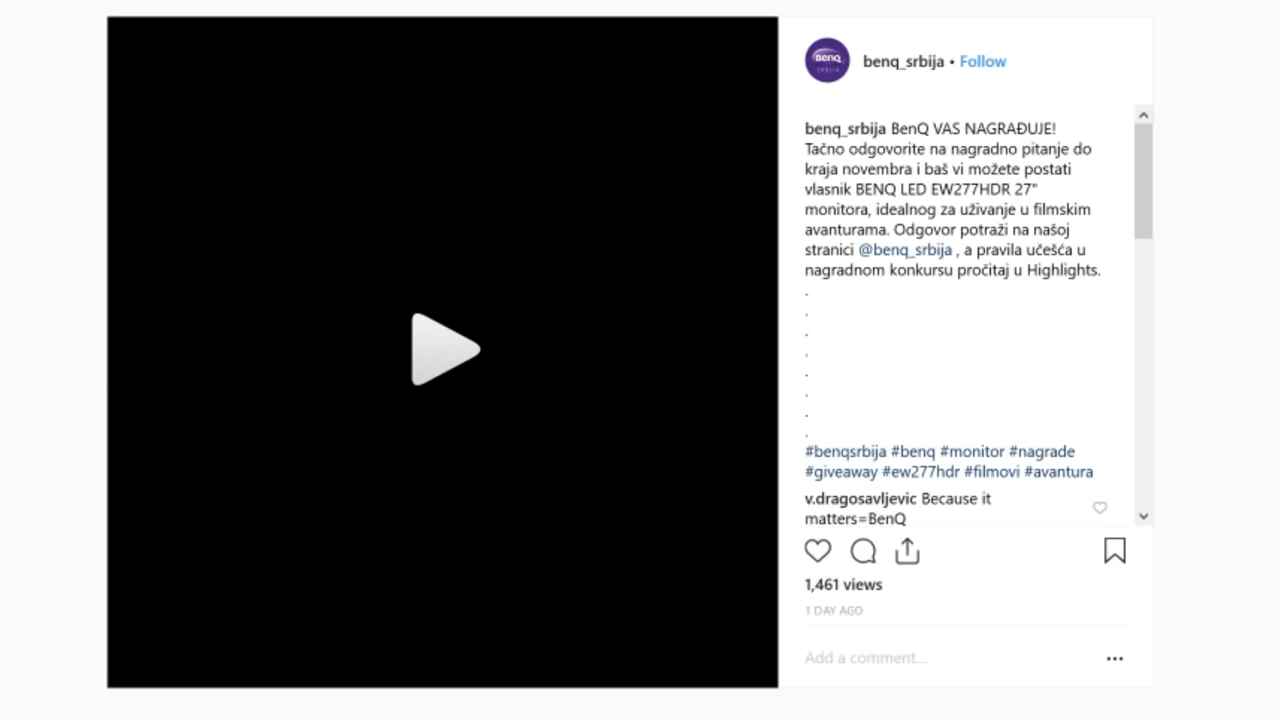 BenQ
SRBIJA
benq_srbija • Follow
benq_srbija BenQ VAS NAGRAĐUJE!
Tačno odgovorite na nagradno pitanje do
kraja novembra i baš vi možete postati
vlasnik BENQ LED EW277HDR 27"
monitora, idealnog za uživanje u filmskim
avanturama. Odgovor potraži na našoj
stranici @benq_srbija , a pravila učešća u
nagradnom konkursu pročitaj u Highlights.
.
.
.
.
.
.
.
.
#benqsrbija #benq #monitor #nagrade
#giveaway #ew277hdr #filmovi #avantura
v.dragosavljevic Because it
matters=BenQ
1,461 views
1 DAY AGO
Add a comment...